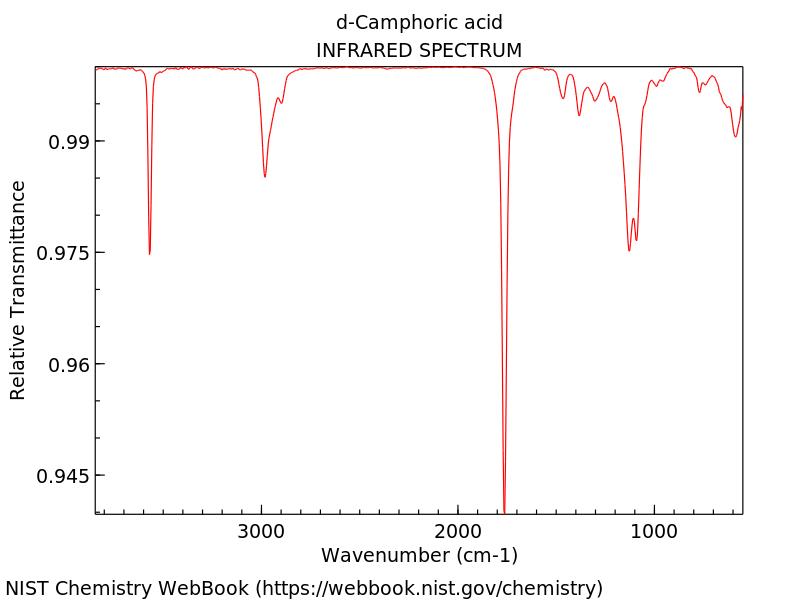 d-Camphoric acid
INFRARED SPECTRUM
0.99
0.975
0.96
0.945
Relative Transmittance
3000 2000 1000
Wavenumber (cm-1)
NIST Chemistry WebBook (https://webbook.nist.gov/chemistry)